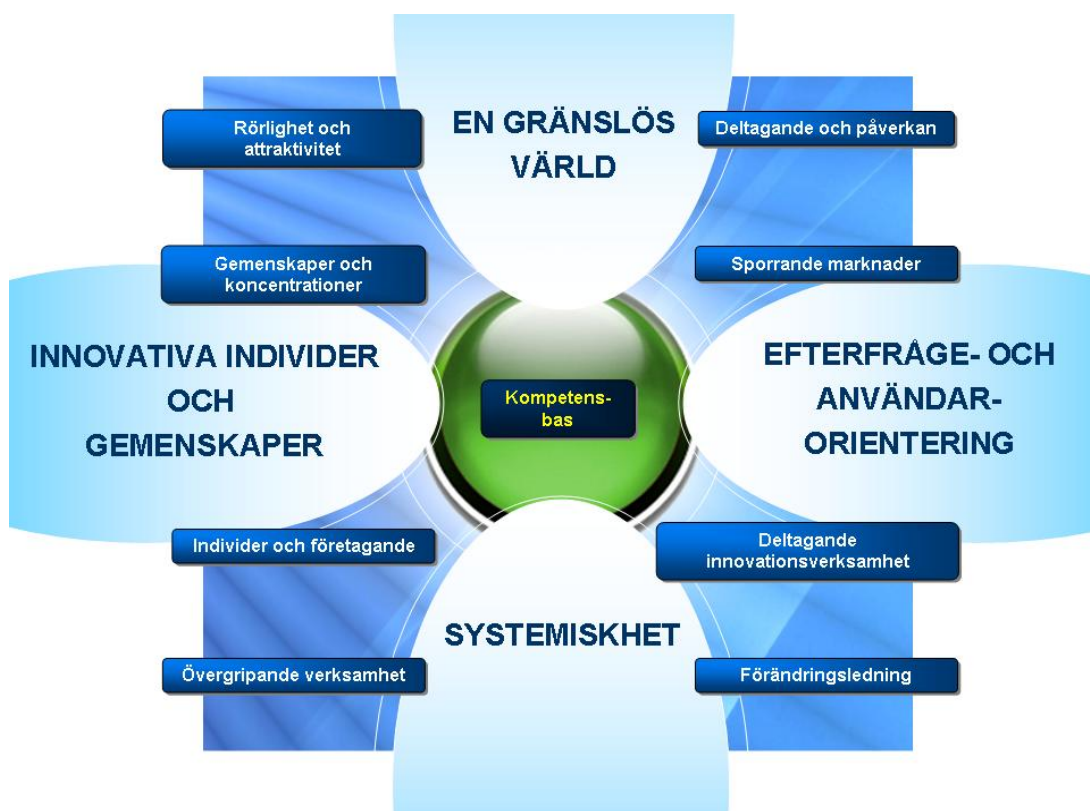 EN GRÄNSLÖS
VÄRLD
Rörlighet och
attraktivitet
Deltagande och påverkan
Gemenskaper och
koncentrationer
Sporrande marknader
INNOVATIVA INDIVIDER
OCH
GEMENSKAPER
Kompetens-
bas
EFTERFRÅGE- OCH
ANVÄNDAR-
ORIENTERING
Individer och företagande
Deltagande
innovationsverksamhet
SYSTEMISKHET
Övergripande verksamhet
Förändringsledning